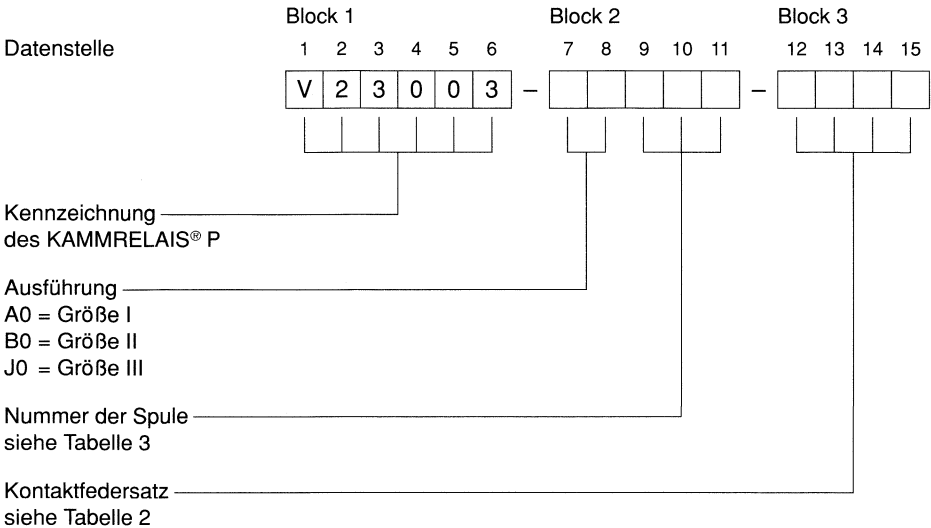 Block 1 Block 2 Block 3
Datenstelle 1 2 3 4 5 6 7 8 9 10 11 12 13 14 15
V 2 3 0 0 3 – –
Kennzeichnung
des KAMMRELAIS® P
Ausführung
A0 = Größe I
B0 = Größe II
J0 = Größe III
Nummer der Spule
siehe Tabelle 3
Kontaktfedersatz
siehe Tabelle 2